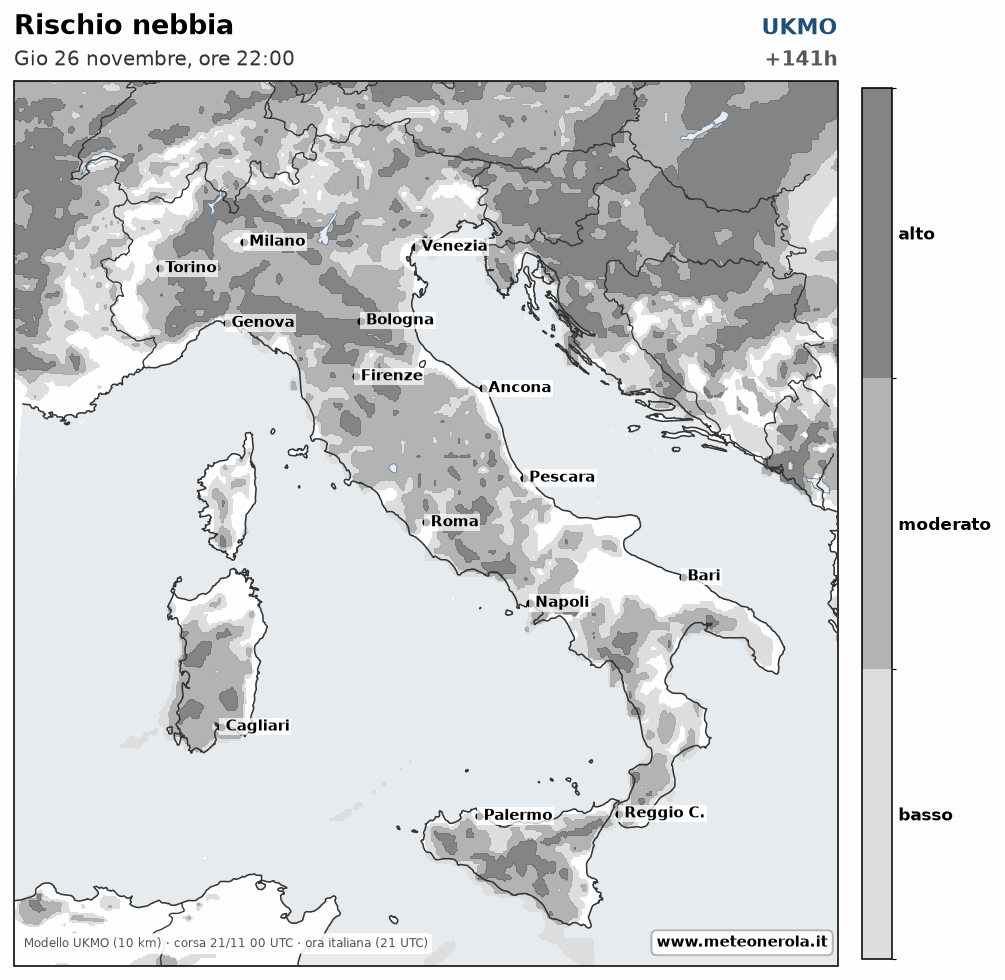 Rischio nebbia
UKMO
Gio 26 novembre, ore 22:00
+141h
alto
Milano
Venezia
Torino
Genova
Bologna
Firenze
Ancona
Pescara
Roma
moderato
Bari
Napoli
Cagliari
Palermo
Reggio C.
basso
Modello UKMO (10 km) · corsa 21/11 00 UTC · ora italiana (21 UTC)
www.meteonerola.it